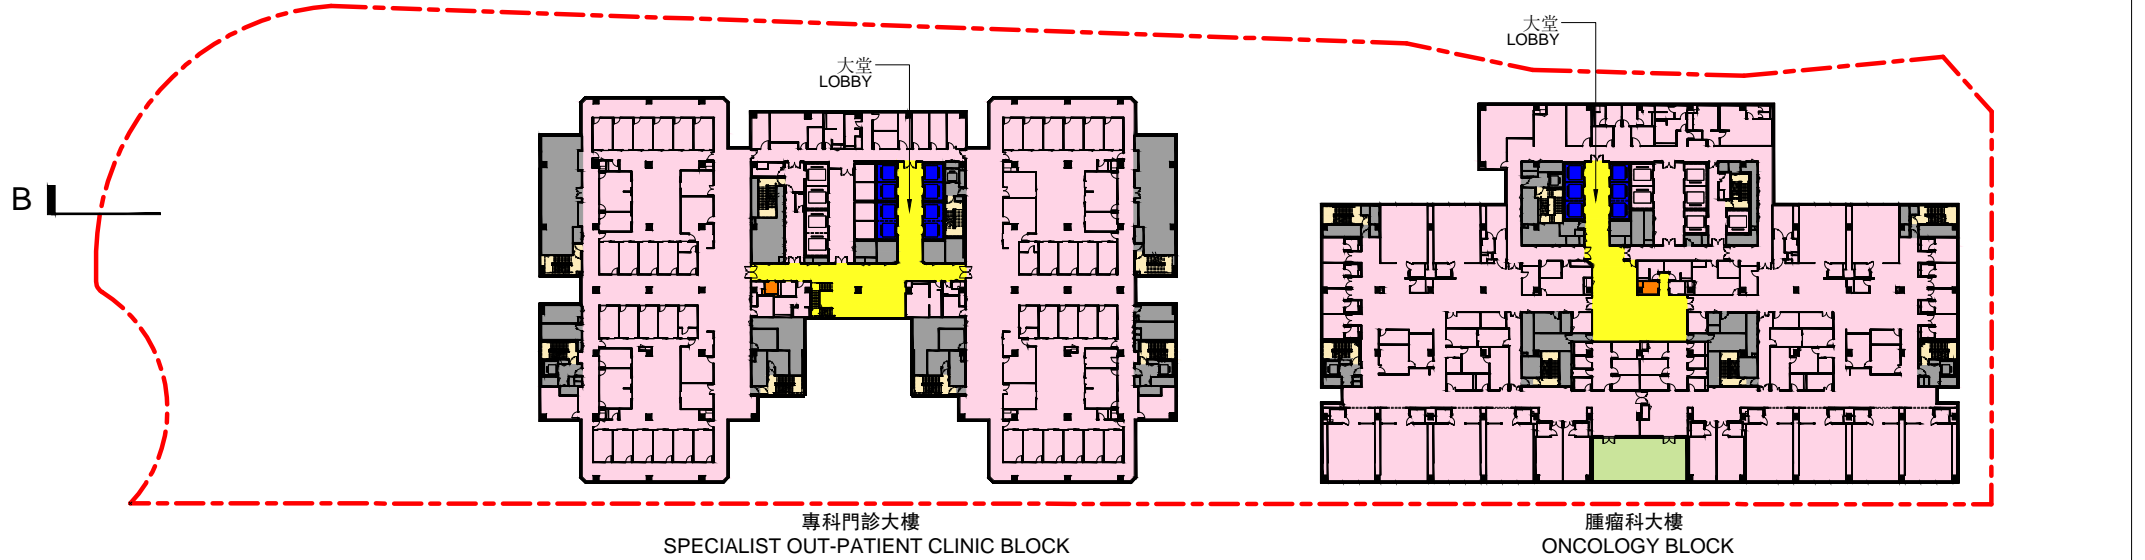 大堂
LOBBY
大堂
LOBBY
B
專科門診大樓
SPECIALIST OUT-PATIENT CLINIC BLOCK
腫瘤科大樓
ONCOLOGY BLOCK